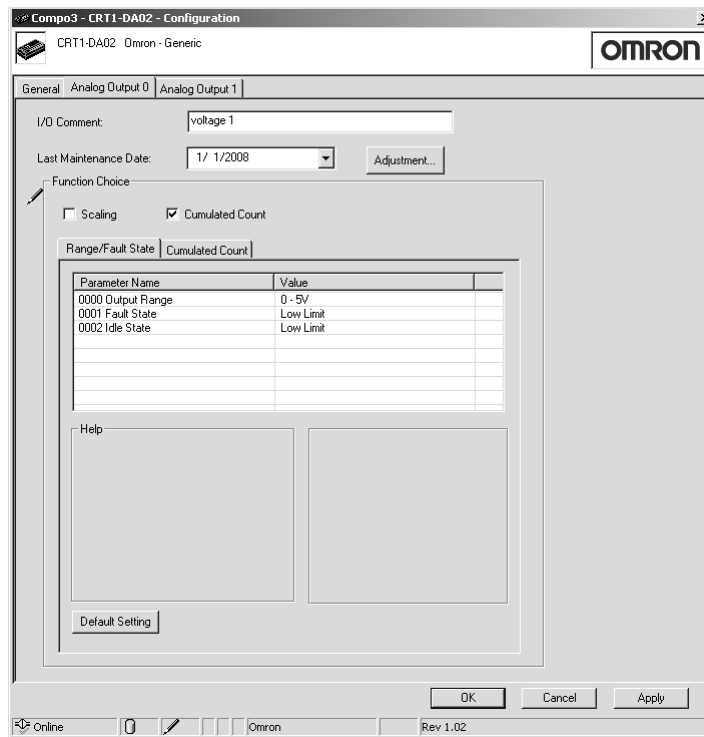 Compo3 - CRT1-DA02 - Configuration
CRT1-DA02 Omron - Generic
OMRON
General Analog Output 0 Analog Output 1
I/O Comment: voltage 1
Last Maintenance Date: 1/ 1/2008 Adjustment...
Function Choice
Scaling Cumulated Count
Range/Fault State Cumulated Count
Parameter Name Value
0000 Output Range 0 - 5V
0001 Fault State Low Limit
0002 Idle State Low Limit
Help
Default Setting
OK Cancel Apply
Online Omron Rev 1.02